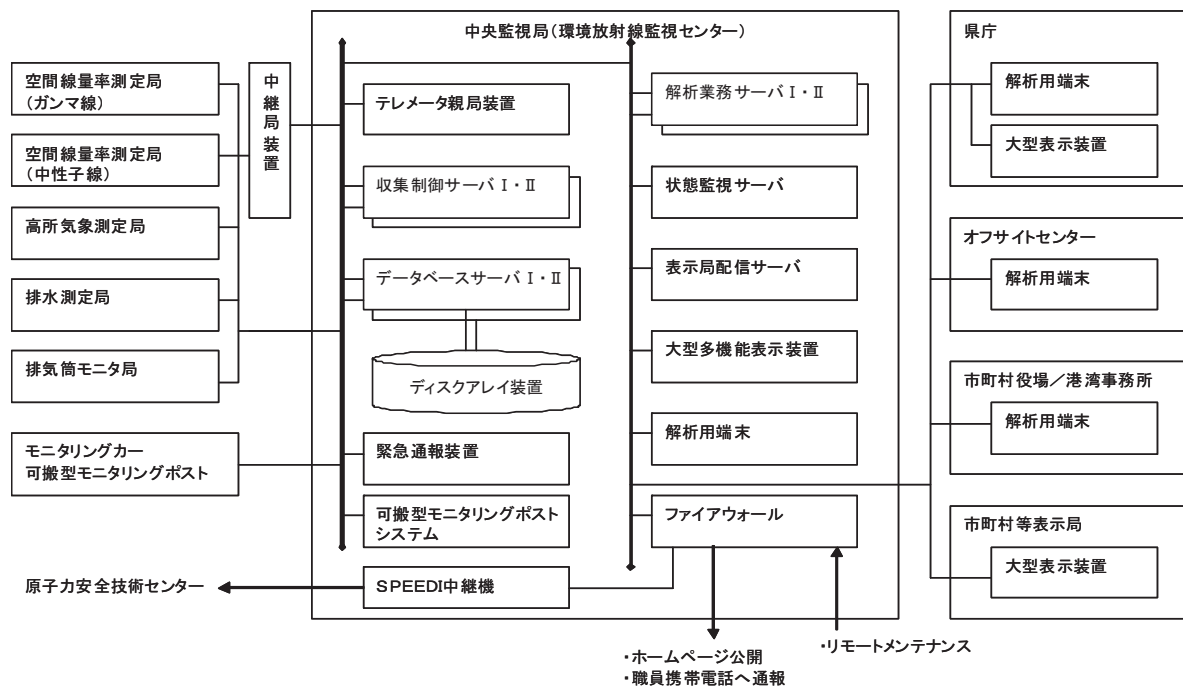 中央監視局（環境放射線監視センター）
空間線量率測定局
（ガンマ線）
空間線量率測定局
（中性子線）
高所気象測定局
排水測定局
排気筒モニタ局
モニタリングカー
可搬型モニタリングポスト
中継局装置
テレメータ親局装置
収集制御サーバ Ⅰ・Ⅱ
データベースサーバ Ⅰ・Ⅱ
ディスクアレイ装置
緊急通報装置
可搬型モニタリングポスト
システム
SPEEDI中継機
原子力安全技術センター
解析業務サーバ Ⅰ・Ⅱ
状態監視サーバ
表示局配信サーバ
大型多機能表示装置
解析用端末
ファイアウォール
・ホームページ公開
・職員携帯電話へ通報
・リモートメンテナンス
県庁
解析用端末
大型表示装置
オフサイトセンター
解析用端末
市町村役場／港湾事務所
解析用端末
市町村等表示局
大型表示装置